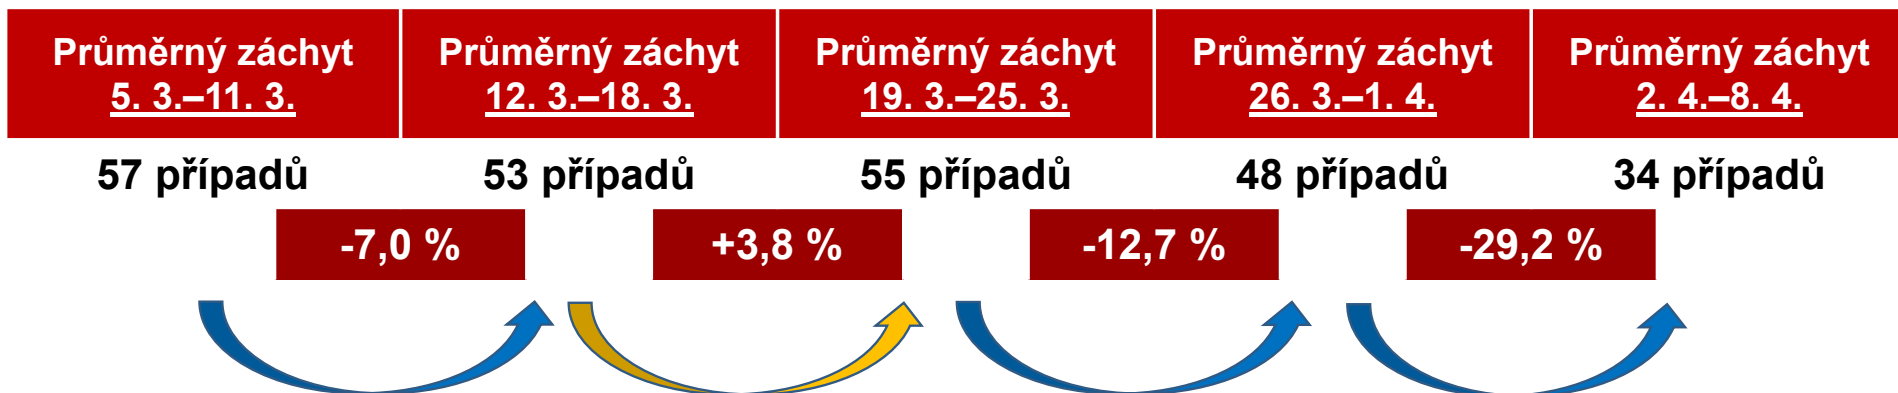 Průměrný záchyt
5. 3.–11. 3.
Průměrný záchyt
12. 3.–18. 3.
Průměrný záchyt
19. 3.–25. 3.
Průměrný záchyt
26. 3.–1. 4.
Průměrný záchyt
2. 4.–8. 4.
57 případů
53 případů
55 případů
48 případů
34 případů
-7,0 %
+3,8 %
-12,7 %
-29,2 %